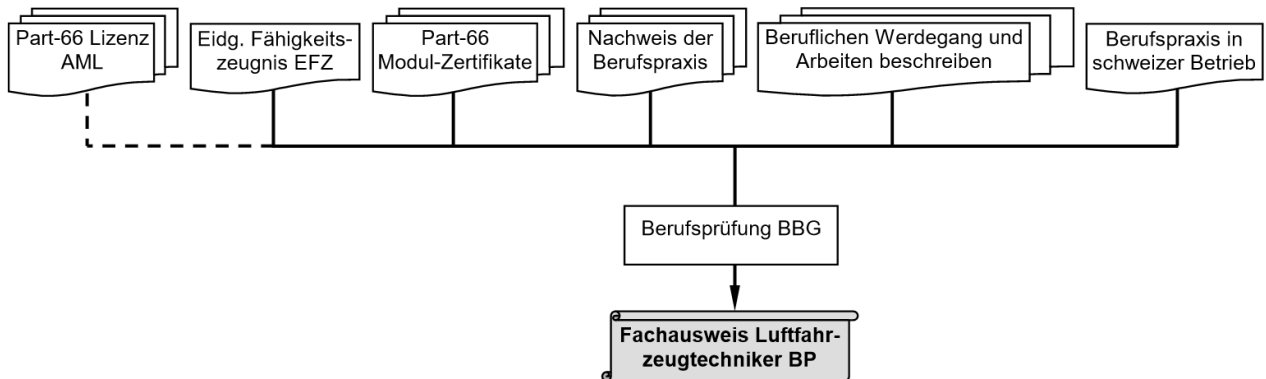 Part-66 Lizenz
AML
Eidg. Fähigkeits-
zeugnis EFZ
Part-66
Modul-Zertifikate
Nachweis der
Berufspraxis
Beruflichen Werdegang und
Arbeiten beschreiben
Berufspraxis in
schweizer Betrieb
Berufsprüfung BBG
Fachausweis Luftfahr-
zeugtechniker BP